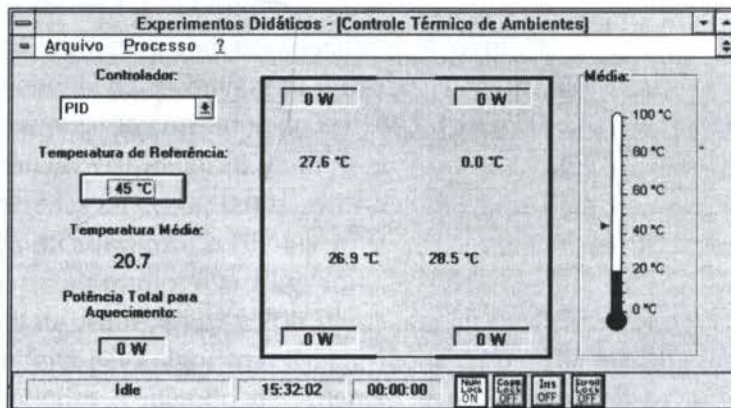 Experimentos Didáticos - [Controle Térmico de Ambientes]
Arquivo Processo ?
Controlador:
PID
Temperatura de Referência:
45 °C
Temperatura Média:
20.7
Potência Total para
Aquecimento:
0 W
0 W 0 W
27.6 °C 0.0 °C
26.9 °C 28.5 °C
0 W 0 W
Média:
100 °C
80 °C
60 °C
40 °C
20 °C
0 °C
Idle 15:32:02 00:00:00
Num Lock ON
Caps Lock OFF
Ins OFF
Scroll Lock OFF